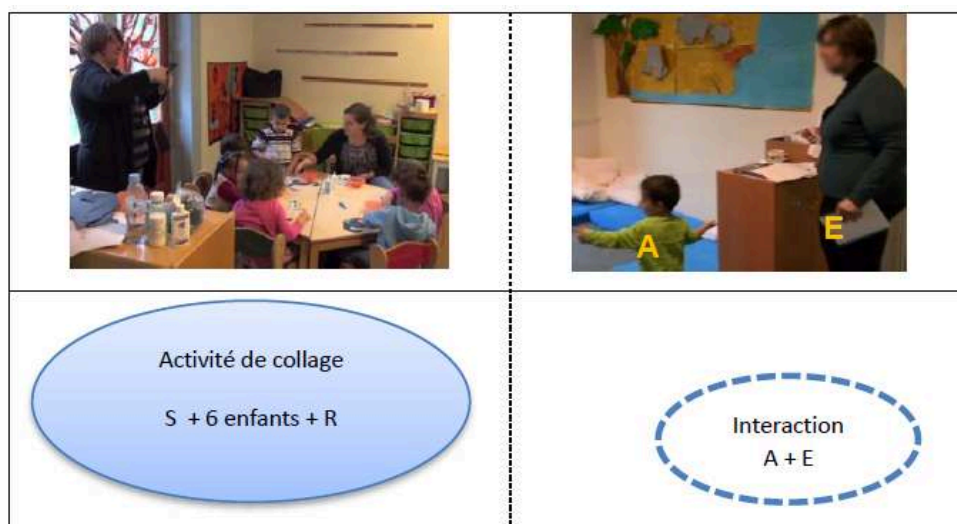 A
E
Activité de collage
S + 6 enfants + R
Interaction
A + E